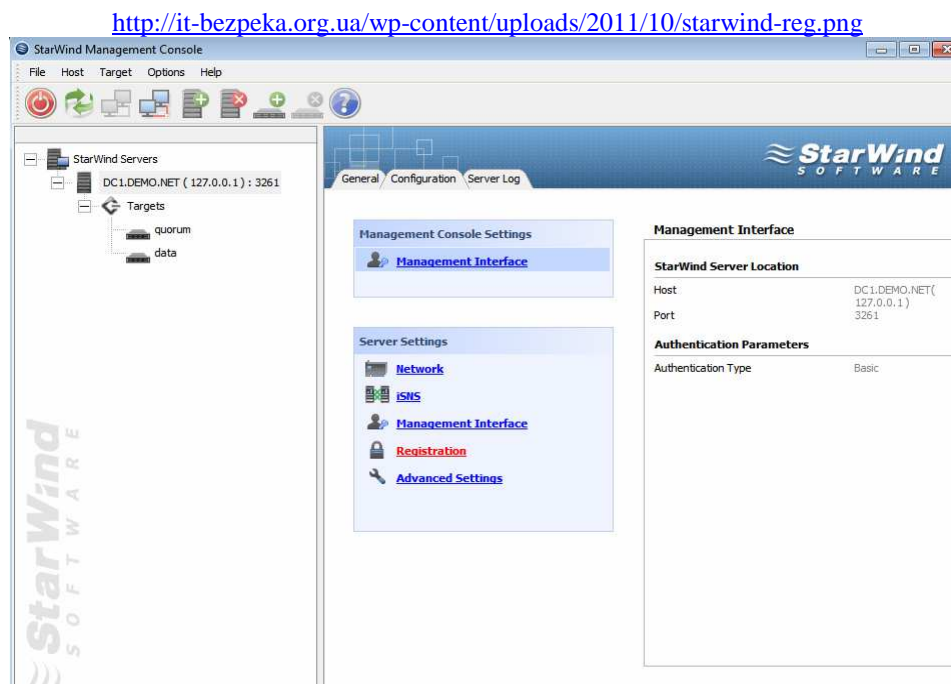 http://it-bezpeka.org.ua/wp-content/uploads/2011/10/starwind-reg.png
StarWind Management Console
File Host Target Options Help
StarWind Servers
DC1.DEMO.NET ( 127.0.0.1 ) : 3261
Targets
quorum
data
StarWind
SOFTWARE
StarWind
SOFTWARE
General Configuration Server Log
Management Console Settings
Management Interface
Server Settings
Network
iSNS
Management Interface
Registration
Advanced Settings
Management Interface
StarWind Server Location
Host DC1.DEMO.NET(
127.0.0.1 )
Port 3261
Authentication Parameters
Authentication Type Basic